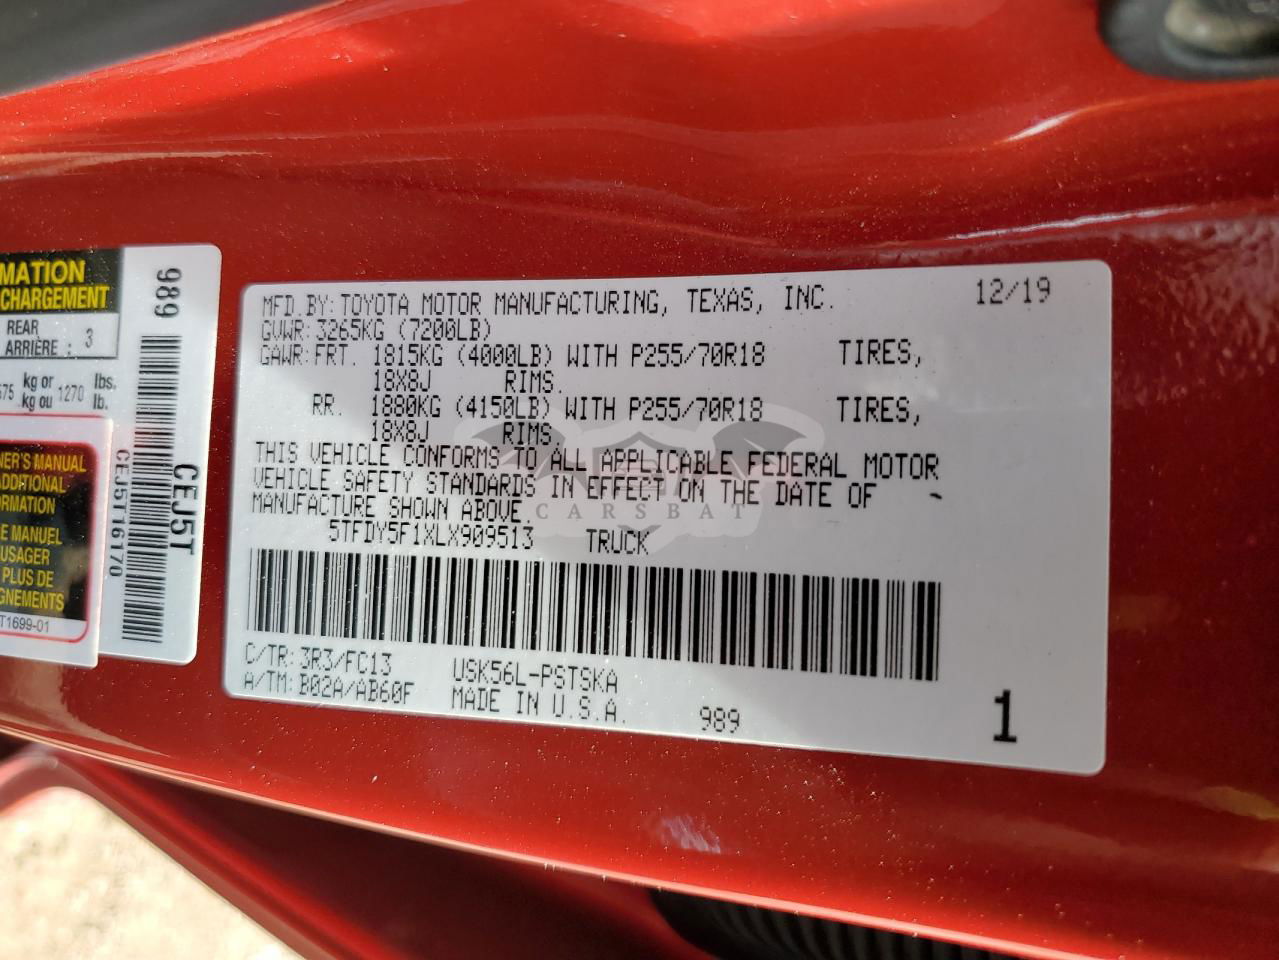 MATION
CHARGEMENT
REAR
ARRIÈRE : 3
575 kg or 1270 lbs.
kg ou lb.
989
CEJ5T
CEJ5T16170
NER'S MANUAL
ADDITIONAL
ORMATION
E MANUEL
USAGER
PLUS DE
GNEMENTS
T1699-01
MFD.BY:TOYOTA MOTOR MANUFACTURING, TEXAS, INC. 12/19
GVWR:3265KG (7200LB)
GAWR:FRT. 1815KG (4000LB) WITH P255/70R18 TIRES,
18X8J RIMS.
RR. 1880KG (4150LB) WITH P255/70R18 TIRES,
18X8J RIMS.
THIS VEHICLE CONFORMS TO ALL APPLICABLE FEDERAL MOTOR
VEHICLE SAFETY STANDARDS IN EFFECT ON THE DATE OF
MANUFACTURE SHOWN ABOVE.
CARSBAT
5TFDY5F1XLX909513 TRUCK
C/TR:3R3/FC13 USK56L-PSTSKA
A/TM:B02A/AB60F MADE IN U.S.A. 989 1